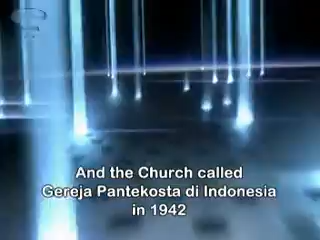 And the Church called
Gereja Pantekosta di Indonesia
in 1942